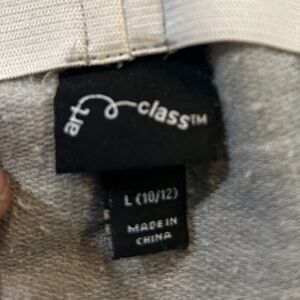 art class™
L (10/12)
MADE IN
CHINA